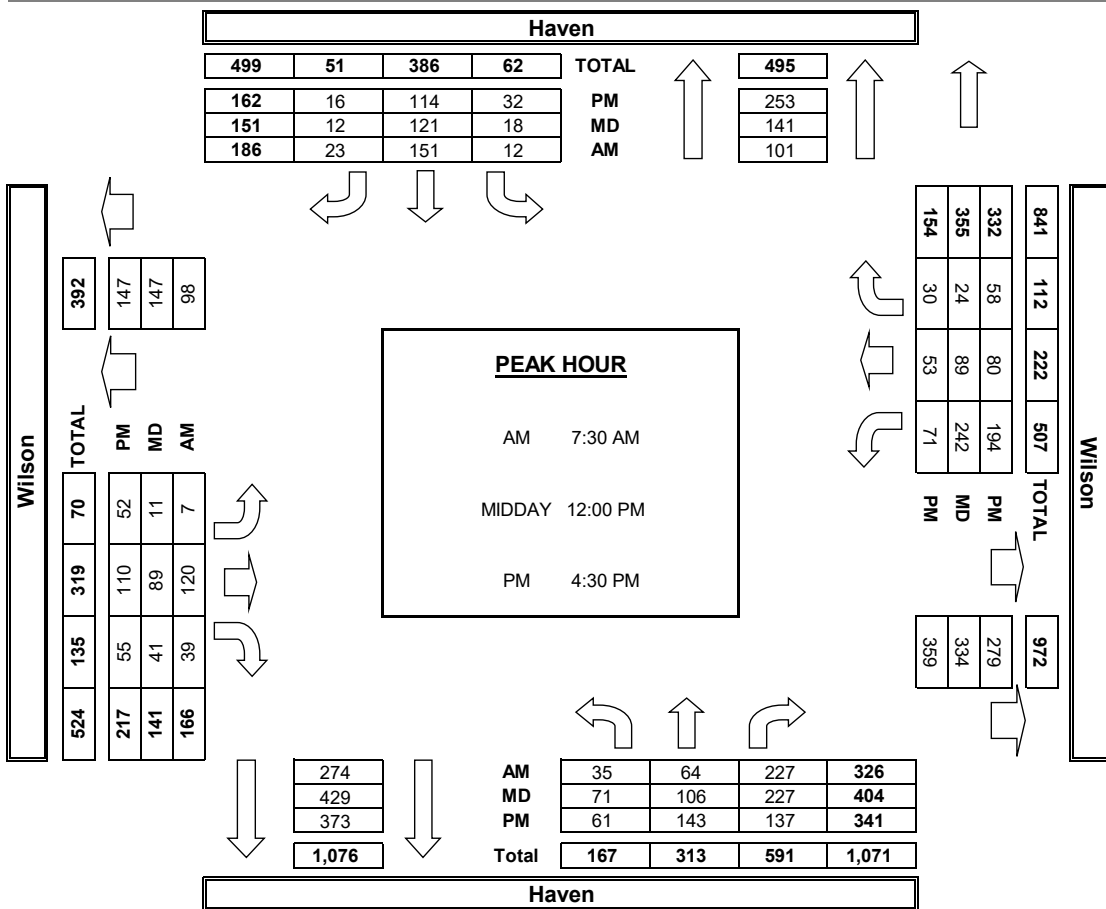 Haven
499 51 386 62 TOTAL 495
162 16 114 32 PM 253
151 12 121 18 MD 141
186 23 151 12 AM 101
Wilson
392 147 147 98
TOTAL PM MD AM
70 52 11 7
319 110 89 120
135 55 41 39
524 217 141 166
PEAK HOUR
AM 7:30 AM
MIDDAY 12:00 PM
PM 4:30 PM
154 355 332 841
30 24 58 112
53 89 80 222
71 242 194 507
PM MD PM TOTAL
359 334 279 972
Wilson
274 AM 35 64 227 326
429 MD 71 106 227 404
373 PM 61 143 137 341
1,076 Total 167 313 591 1,071
Haven